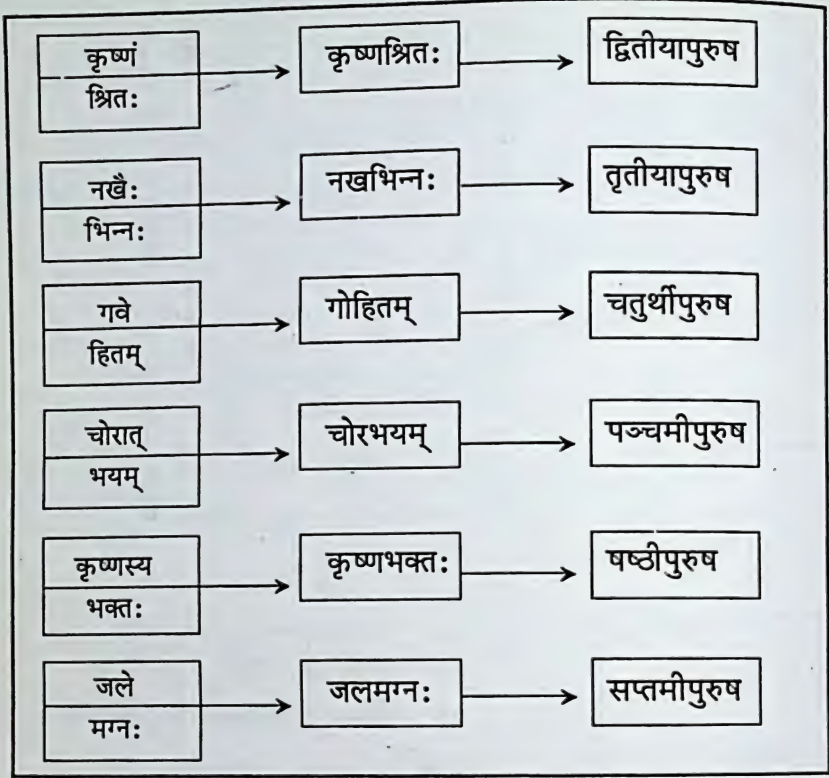 कृष्णं
श्रितः
कृष्णश्रितः
द्वितीयापुरुष
नखैः
भिन्नः
नखभिन्नः
तृतीयापुरुष
गवे
हितम्
गोहितम्
चतुर्थीपुरुष
चोरात्
भयम्
चोरभयम्
पञ्चमीपुरुष
कृष्णस्य
भक्तः
कृष्णभक्तः
षष्ठीपुरुष
जले
मग्नः
जलमग्नः
सप्तमीपुरुष